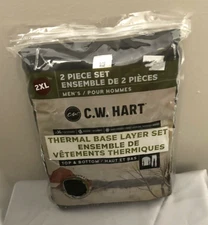 2XL
2 PIECE SET
ENSEMBLE DE 2 PIÈCES
MEN'S / POUR HOMMES
C.W. HART
THERMAL BASE LAYER SET
ENSEMBLE DE
VÊTEMENTS THERMIQUES
TOP & BOTTOM / HAUT ET BAS